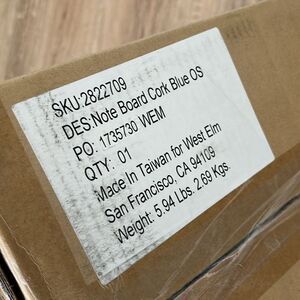 SKU:2822709
DES:Note Board Cork Blue OS
PO: 1735730 WEM
QTY: 01
Made In Taiwan for West Elm
San Francisco, CA 94109
Weight: 5.94 Lbs. 2.69 Kgs.